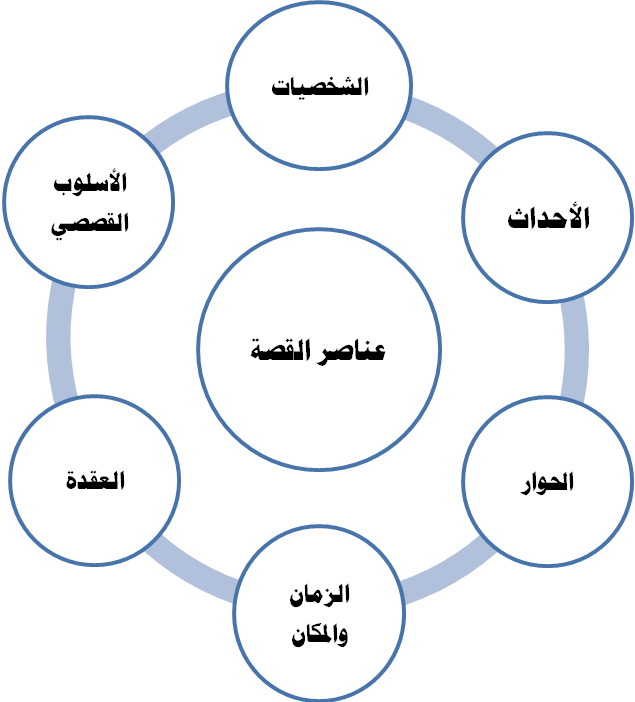 الشخصيات
الأحداث
الحوار
الزمان
والمكان
العقدة
الأسلوب
القصصي
عناصر القصة